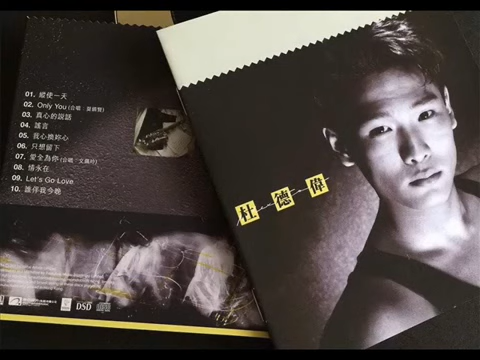 01. 縱使一天
02. Only You (合唱：葉蒨文)
03. 真心的說話
04. 謠言
05. 我心換妳心
06. 只想留下
07. 愛全為你 (合唱：文佩玲)
08. 情永在
09. Let's Go Love
10. 誰伴我今晚
DSD
杜德偉